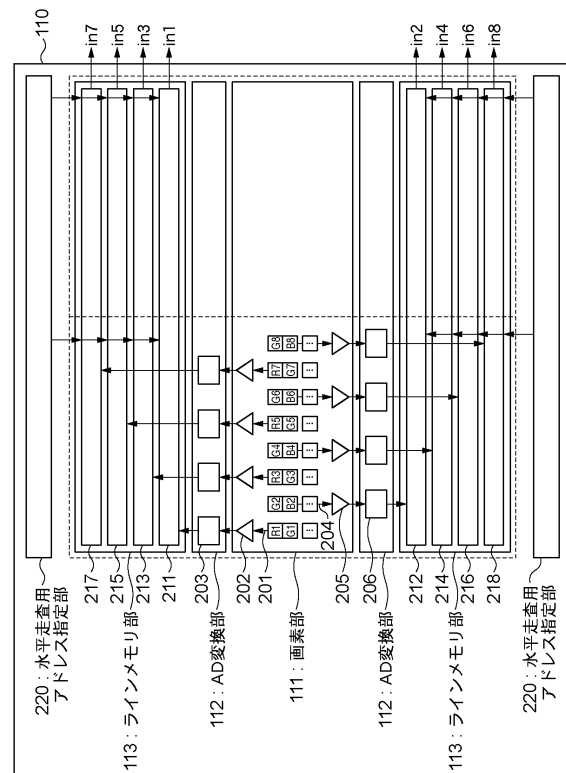 110
in7
in5
in3
in1
in2
in4
in6
in8
R1
G1
⋮
G2
B2
⋮
R3
G3
⋮
G4
B4
⋮
R5
G5
⋮
G6
B6
⋮
R7
G7
⋮
G8
B8
⋮
204
220：水平走査用
アドレス指定部
217
215
213
211
113：ラインメモリ部
203
112：AD変換部
202
201
111：画素部
205
206
112：AD変換部
212
214
216
218
113：ラインメモリ部
220：水平走査用
アドレス指定部